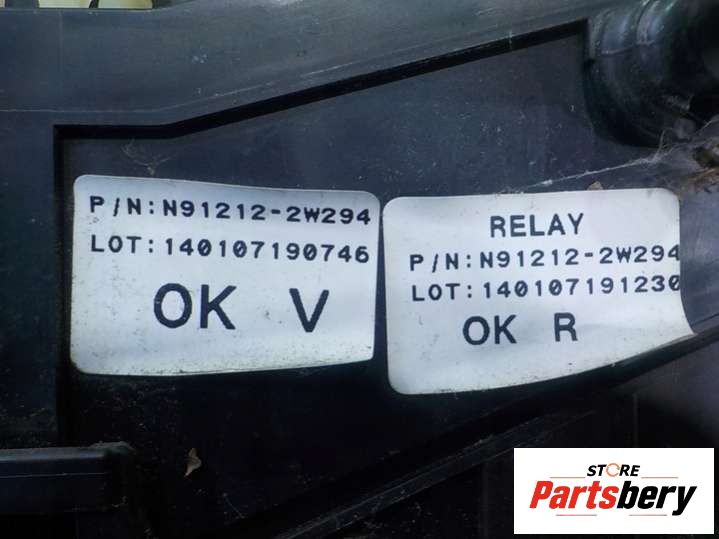 P/N:N91212-2W294
LOT:140107190746
OK V
RELAY
P/N:N91212-2W294
LOT:140107191230
OK R
STORE
Partsbery